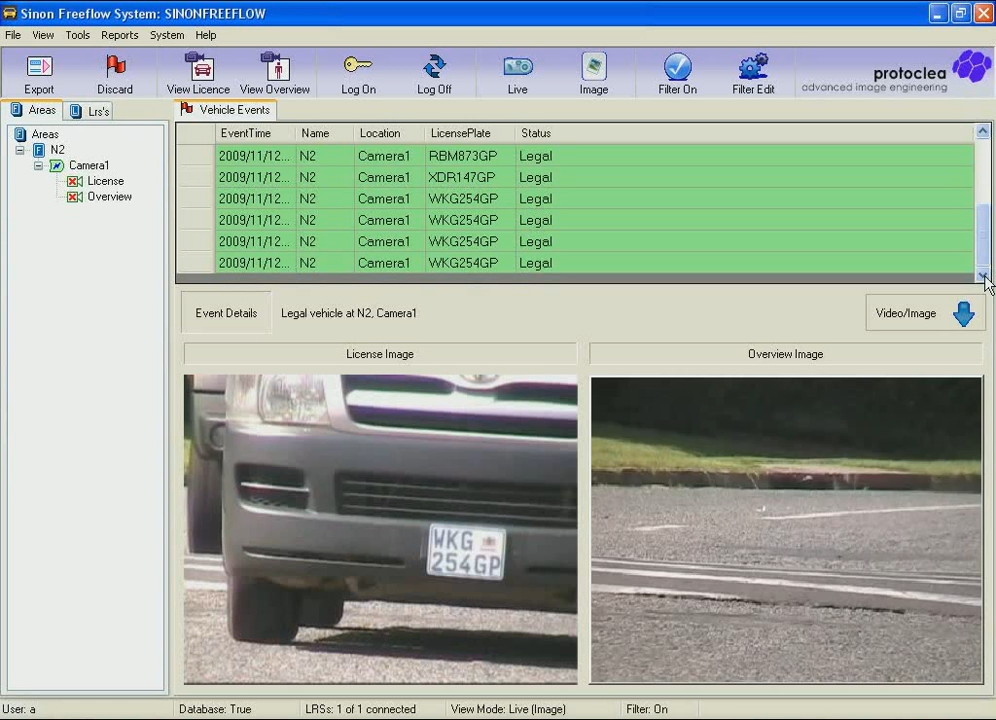 Sinon Freeflow System: SINONFREEFLOW
File View Tools Reports System Help
Export Discard View Licence View Overview Log On Log Off Live Image Filter On Filter Edit
protoclea
advanced image engineering
Areas Lrs's
Vehicle Events
Areas
N2
Camera1
License
Overview
EventTime Name Location LicensePlate Status
2009/11/12... N2 Camera1 RBM873GP Legal
2009/11/12... N2 Camera1 XDR147GP Legal
2009/11/12... N2 Camera1 WKG254GP Legal
2009/11/12... N2 Camera1 WKG254GP Legal
2009/11/12... N2 Camera1 WKG254GP Legal
2009/11/12... N2 Camera1 WKG254GP Legal
Event Details Legal vehicle at N2, Camera1 Video/Image
License Image Overview Image
WKG
254GP
User: a Database: True LRSs: 1 of 1 connected View Mode: Live (Image) Filter: On